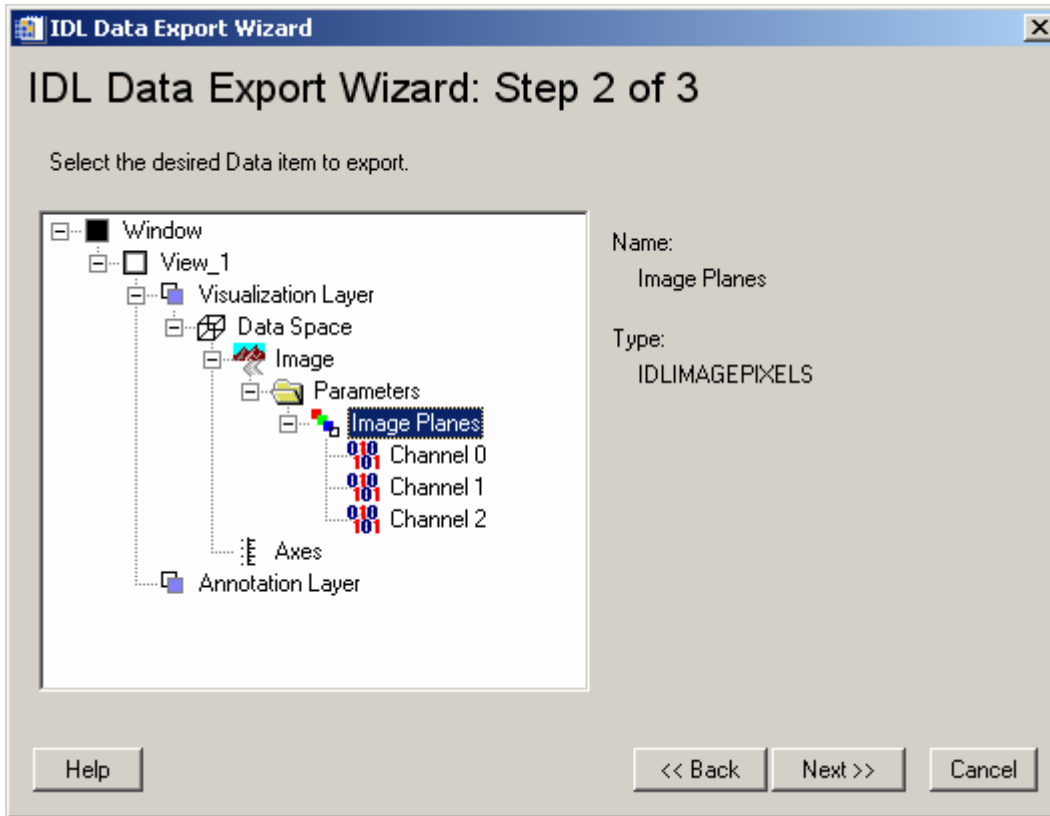 IDL Data Export Wizard
IDL Data Export Wizard: Step 2 of 3
Select the desired Data item to export.
Window
View_1
Visualization Layer
Data Space
Image
Parameters
Image Planes
Channel 0
Channel 1
Channel 2
Axes
Annotation Layer
Name:
Image Planes
Type:
IDLIMAGEPIXELS
Help
<< Back
Next >>
Cancel